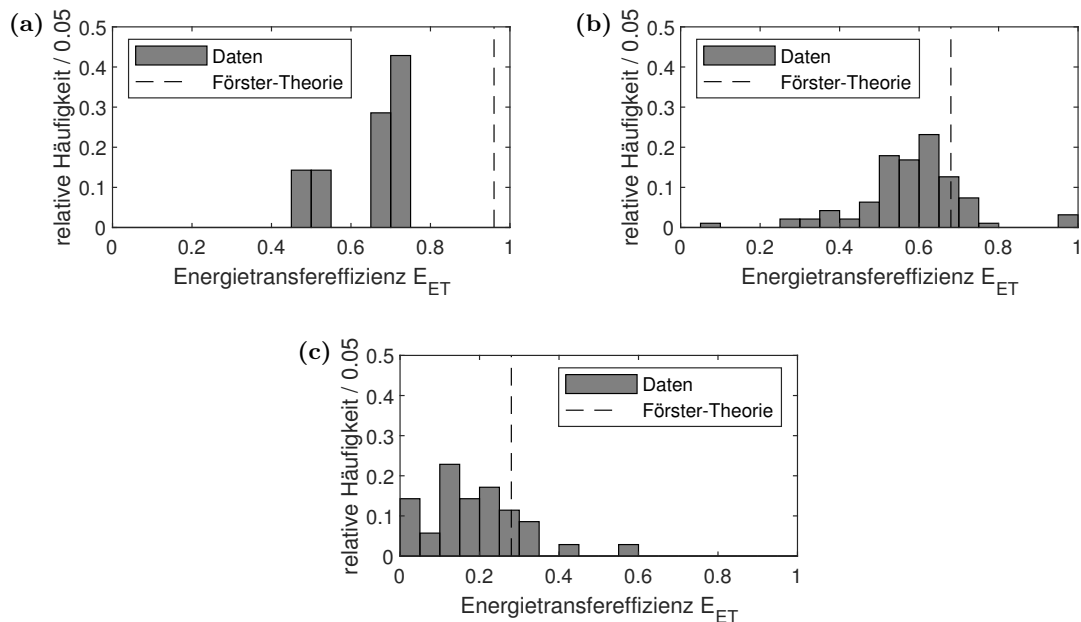 (a)
relative Häufigkeit / 0.05
0.5
0.4
0.3
0.2
0.1
0
Daten
Förster-Theorie
0 0.2 0.4 0.6 0.8 1
Energietransfereffizienz E_ET
(b)
relative Häufigkeit / 0.05
0.5
0.4
0.3
0.2
0.1
0
Daten
Förster-Theorie
0 0.2 0.4 0.6 0.8 1
Energietransfereffizienz E_ET
(c)
relative Häufigkeit / 0.05
0.5
0.4
0.3
0.2
0.1
0
Daten
Förster-Theorie
0 0.2 0.4 0.6 0.8 1
Energietransfereffizienz E_ET